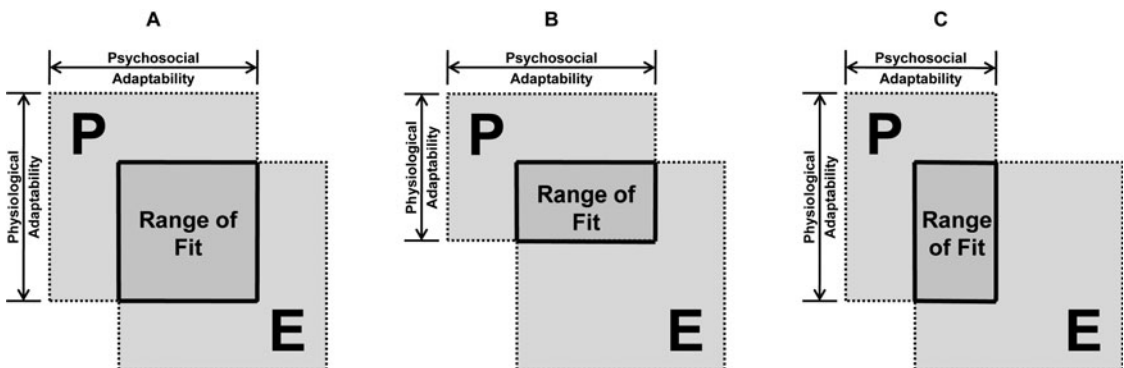 A
Psychosocial
Adaptability
Physiological
Adaptability
P
Range of
Fit
E
B
Psychosocial
Adaptability
Physiological
Adaptability
P
Range of
Fit
E
C
Psychosocial
Adaptability
Physiological
Adaptability
P
Range
of Fit
E